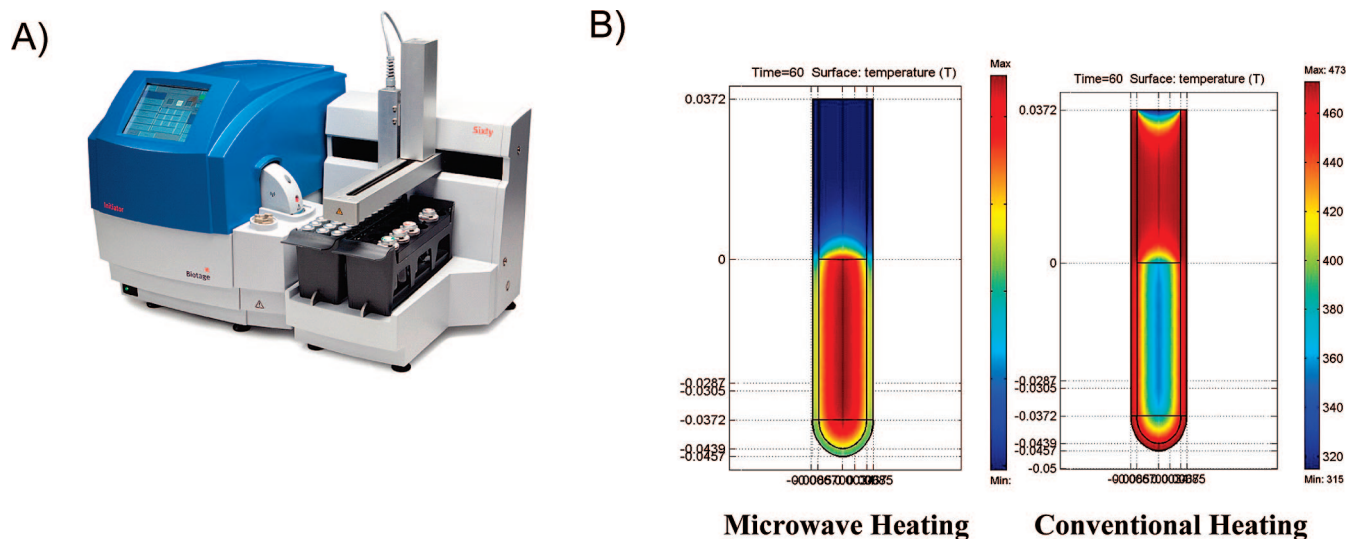 A)
Initiator
Biotage
Sixty
B)
Time=60 Surface: temperature (T)
Max
0.0372
0
-0.0287
-0.0305
-0.0372
-0.0439
-0.0457
Min:
Microwave Heating
Time=60 Surface: temperature (T)
Max: 473
0.0372
0
-0.0287
-0.0305
-0.0372
-0.0439
-0.0457
-0.05
460
440
420
400
380
360
340
320
Min: 315
Conventional Heating